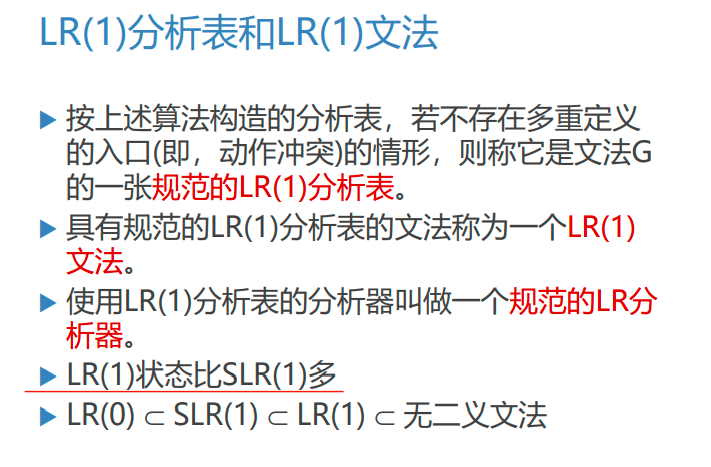 LR(1)分析表和LR(1)文法
▶ 按上述算法构造的分析表，若不存在多重定义
的入口(即，动作冲突)的情形，则称它是文法G
的一张规范的LR(1)分析表。
▶ 具有规范的LR(1)分析表的文法称为一个LR(1)
文法。
▶ 使用LR(1)分析表的分析器叫做一个规范的LR分
析器。
▶ LR(1)状态比SLR(1)多
▶ LR(0) ⊂ SLR(1) ⊂ LR(1) ⊂ 无二义文法